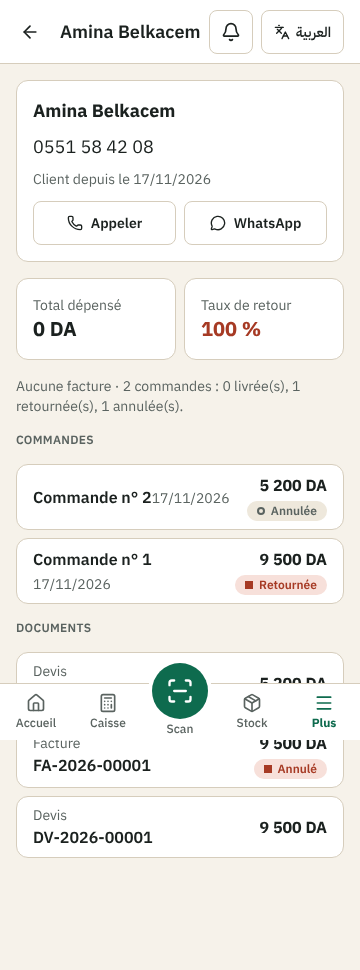 Amina Belkacem
العربية
Amina Belkacem
0551 58 42 08
Client depuis le 17/11/2026
Appeler
WhatsApp
Total dépensé
0 DA
Taux de retour
100 %
Aucune facture · 2 commandes : 0 livrée(s), 1
retournée(s), 1 annulée(s).
COMMANDES
Commande n° 2 17/11/2026
5 200 DA
Annulée
Commande n° 1
17/11/2026
9 500 DA
Retournée
DOCUMENTS
Devis
Accueil
Caisse
Scan
Stock
Plus
Facture
FA-2026-00001
9 500 DA
Annulé
Devis
DV-2026-00001
9 500 DA